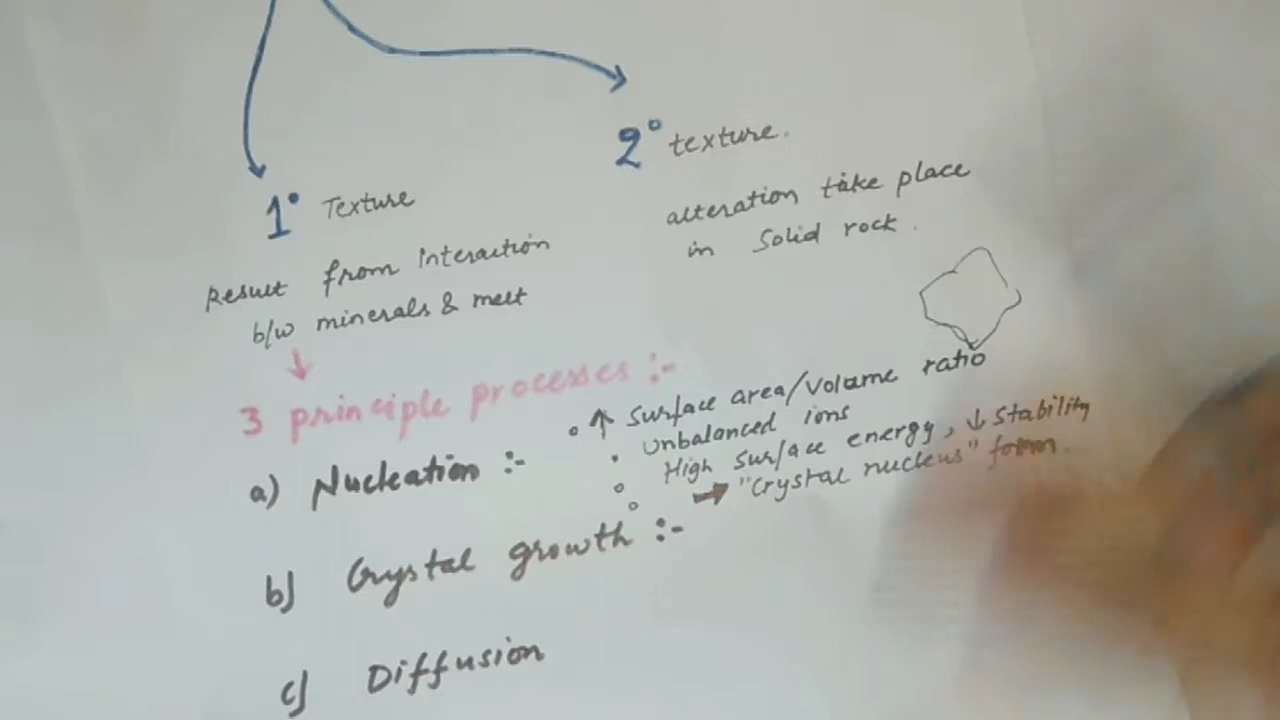 1° Texture
Result from Interaction
b/w minerals & melt
2° texture.
alteration take place
in Solid rock.
3 principle processes :-
a) Nucleation :-
↑ Surface area/Volume ratio
Unbalanced ions
High Surface energy, ↓ Stability
→ "Crystal nucleus" form.
b) Crystal growth :-
c) Diffusion